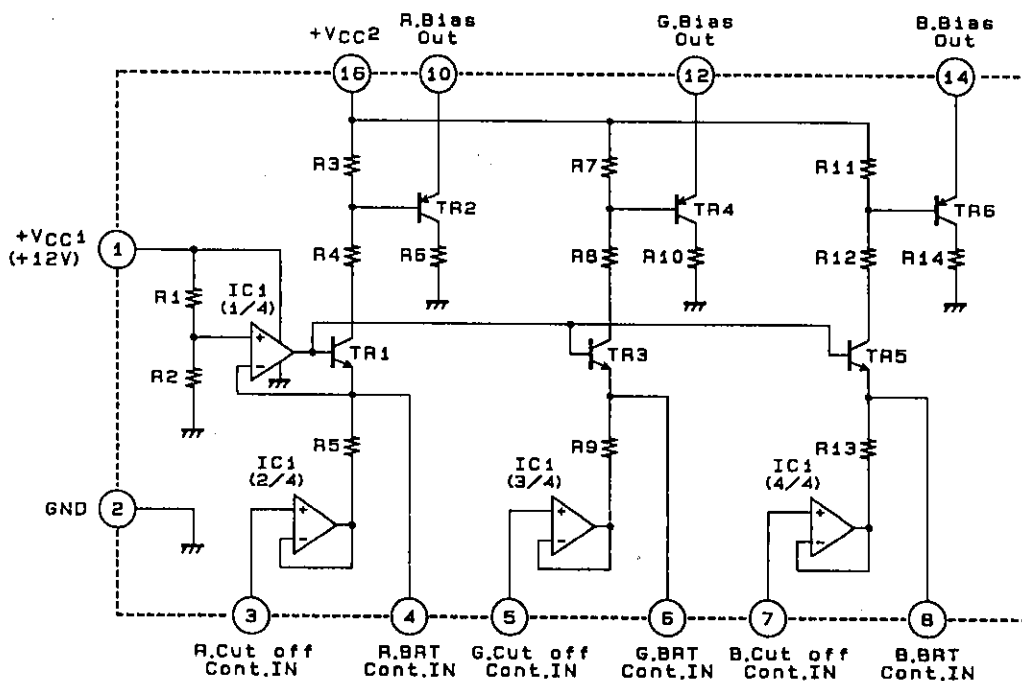 +VCC2
R.Bias
Out
G.Bias
Out
B.Bias
Out
16
10
12
14
R3
R7
R11
TR2
TR4
TR6
+VCC1
(+12V)
1
R4
R6
R8
R10
R12
R14
R1
IC1
(1/4)
+
-
TR1
TR3
TR5
R2
R5
R9
R13
IC1
(2/4)
+
-
IC1
(3/4)
+
-
IC1
(4/4)
+
-
GND
2
3
4
5
6
7
8
R.Cut off
Cont.IN
R.BRT
Cont.IN
G.Cut off
Cont.IN
G.BRT
Cont.IN
B.Cut off
Cont.IN
B.BRT
Cont.IN